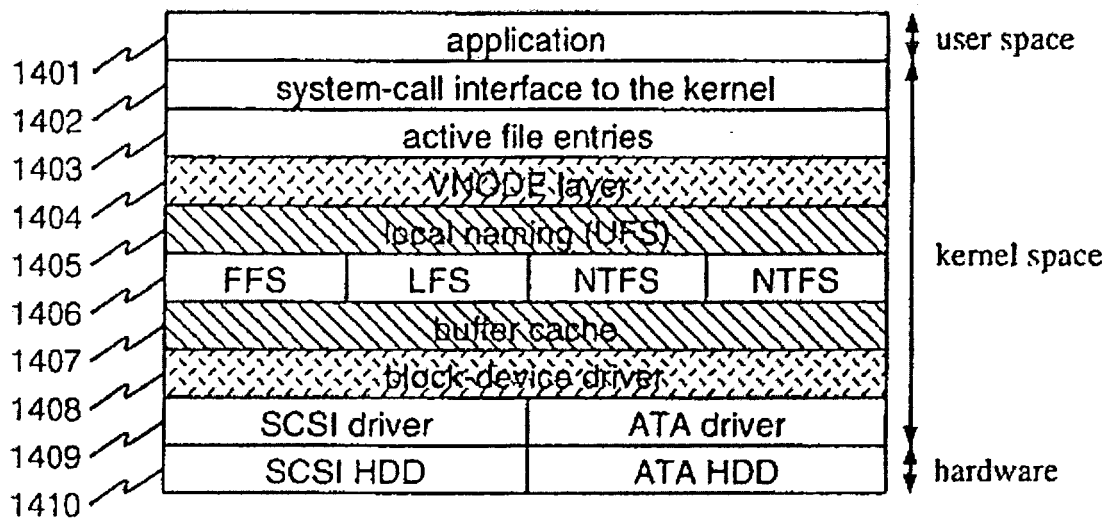 application
user space
1401
system-call interface to the kernel
1402
active file entries
1403
VNODE layer
1404
local naming (UFS)
kernel space
1405
FFS LFS NTFS NTFS
1406
buffer cache
1407
block-device driver
1408
SCSI driver ATA driver
1409
SCSI HDD ATA HDD
hardware
1410